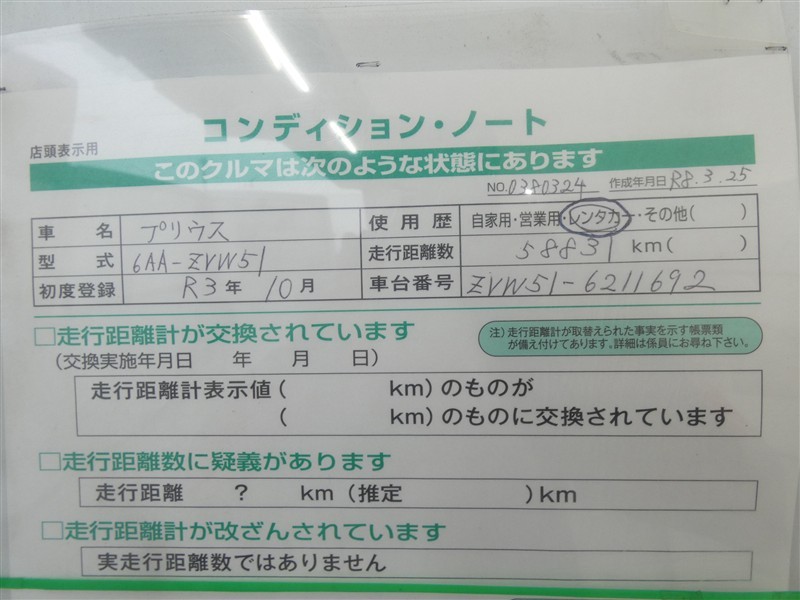 コンディション・ノート
店頭表示用
このクルマは次のような状態にあります
NO.0380324 作成年月日 R8.3.25
車名 プリウス 使用歴 自家用・営業用・レンタカー・その他( )
型式 6AA-ZVW51 走行距離数 58831 km( )
初度登録 R3年 10月 車台番号 ZVW51-6211692
□走行距離計が交換されています
(交換実施年月日 年 月 日)
注)走行距離計が取替えられた事実を示す帳票類
が備え付けてあります。詳細は係員にお尋ね下さい。
走行距離計表示値( km)のものが
( km)のものに交換されています
□走行距離数に疑義があります
走行距離 ? km(推定 )km
□走行距離計が改ざんされています
実走行距離数ではありません